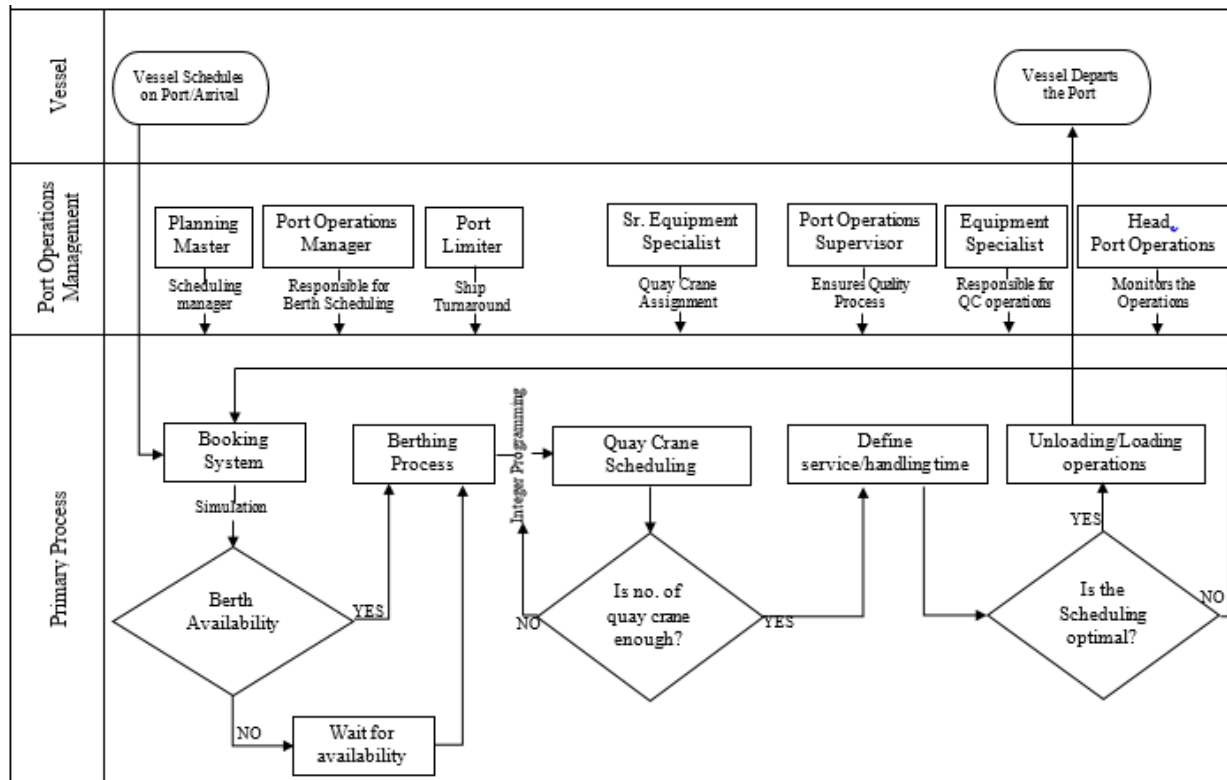 Vessel
Vessel Schedules
on Port/Arrival
Vessel Departs
the Port
Port Operations
Management
Planning
Master
Scheduling
manager
Port Operations
Manager
Responsible for
Berth Scheduling
Port
Limiter
Ship
Turnaround
Sr. Equipment
Specialist
Quay Crane
Assignment
Port Operations
Supervisor
Ensures Quality
Process
Equipment
Specialist
Responsible for
QC operations
Head,
Port Operations
Monitors the
Operations
Primary Process
Booking
System
Simulation
Berth
Availability
YES
NO
Wait for
availability
Berthing
Process
Integer Programming
Quay Crane
Scheduling
Is no. of
quay crane
enough?
NO
YES
Define
service/handling time
Is the
Scheduling
optimal?
YES
NO
Unloading/Loading
operations